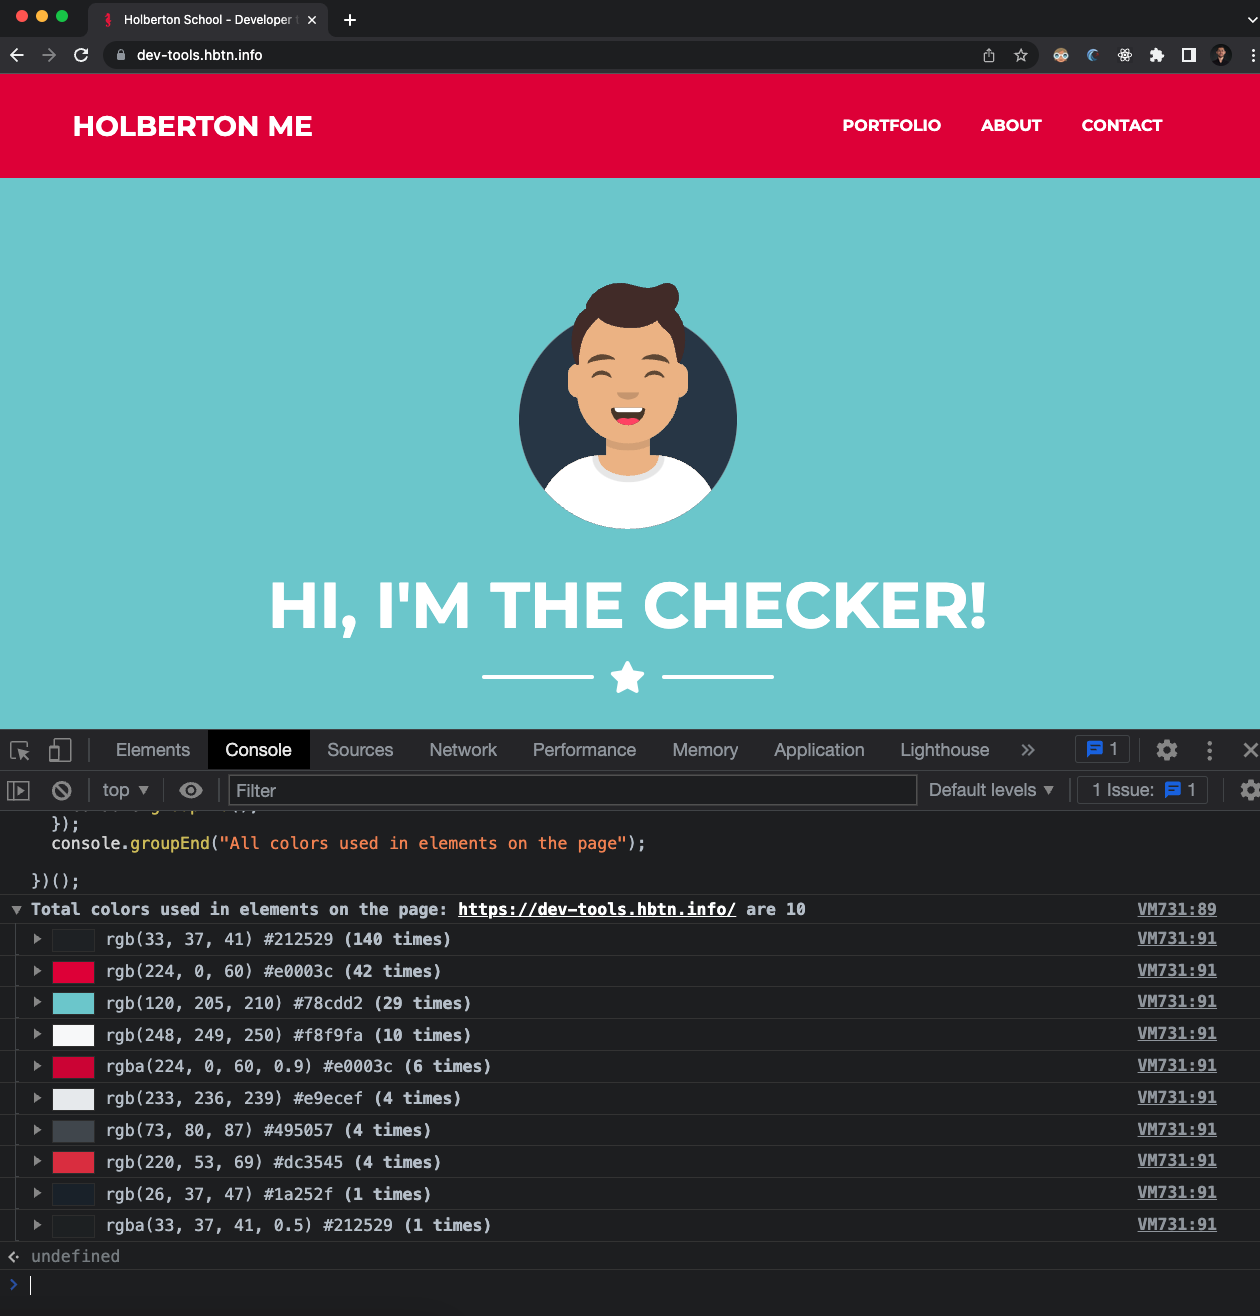 Holberton School - Developer t
dev-tools.hbtn.info
HOLBERTON ME
PORTFOLIO
ABOUT
CONTACT
HI, I'M THE CHECKER!
Elements Console Sources Network Performance Memory Application Lighthouse » 1
top ▼ Filter Default levels ▼ 1 Issue: 1
});
console.groupEnd("All colors used in elements on the page");
})();
Total colors used in elements on the page: https://dev-tools.hbtn.info/ are 10 VM731:89
rgb(33, 37, 41) #212529 (140 times) VM731:91
rgb(224, 0, 60) #e0003c (42 times) VM731:91
rgb(120, 205, 210) #78cdd2 (29 times) VM731:91
rgb(248, 249, 250) #f8f9fa (10 times) VM731:91
rgba(224, 0, 60, 0.9) #e0003c (6 times) VM731:91
rgb(233, 236, 239) #e9ecef (4 times) VM731:91
rgb(73, 80, 87) #495057 (4 times) VM731:91
rgb(220, 53, 69) #dc3545 (4 times) VM731:91
rgb(26, 37, 47) #1a252f (1 times) VM731:91
rgba(33, 37, 41, 0.5) #212529 (1 times) VM731:91
undefined